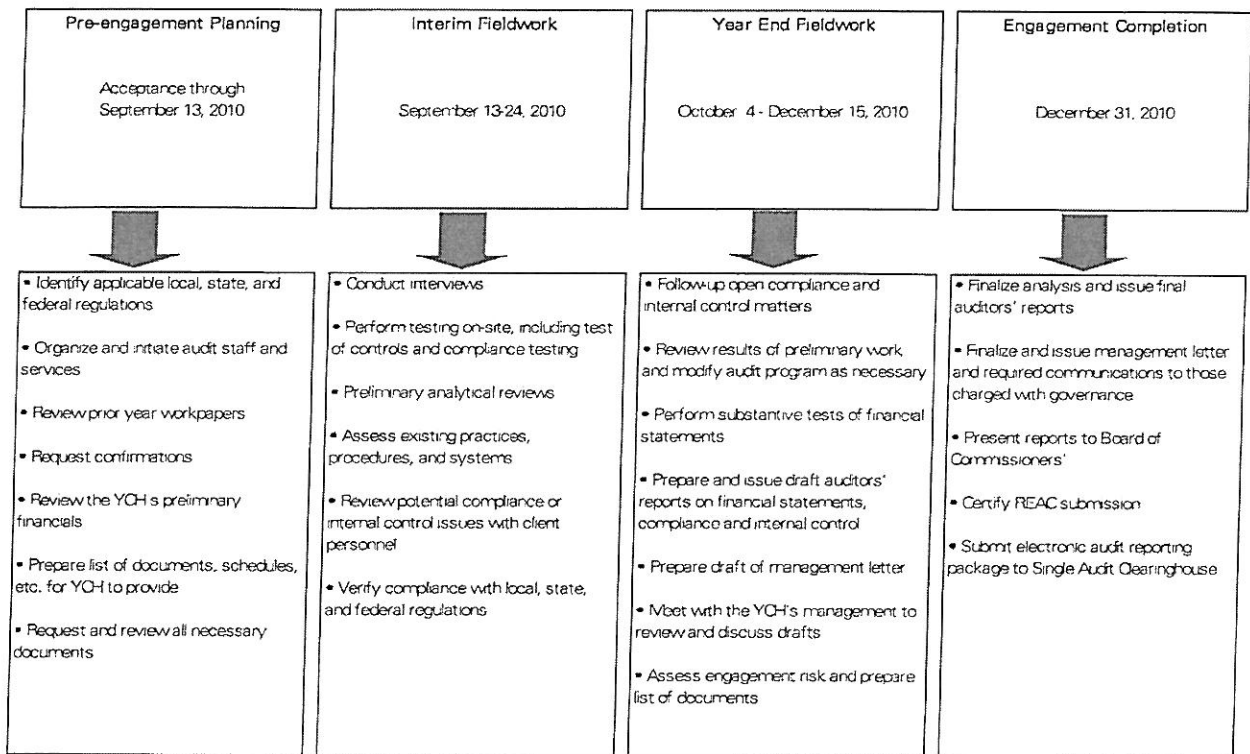 Pre-engagement Planning
Acceptance through
September 13, 2010
Interim Fieldwork
September 13-24, 2010
Year End Fieldwork
October 4 - December 15, 2010
Engagement Completion
December 31, 2010
• Identify applicable local, state, and
federal regulations
• Organize and initiate audit staff and
services
• Review prior year workpapers
• Request confirmations
• Review the YCH s preliminary
financials
• Prepare list of documents, schedules,
etc. for YCH to provide
• Request and review all necessary
documents
• Conduct interviews
• Perform testing on-site, including test
of controls and compliance testing
• Preliminary analytical reviews
• Assess existing practices,
procedures, and systems
• Review potential compliance or
internal control issues with client
personnel
• Verify compliance with local, state,
and federal regulations
• Follow-up open compliance and
internal control matters
• Review results of preliminary work
and modify audit program as necessary
• Perform substantive tests of financial
statements
• Prepare and issue draft auditors'
reports on financial statements,
compliance and internal control
• Prepare draft of management letter
• Meet with the YCH's management to
review and discuss drafts
• Assess engagement risk and prepare
list of documents
• Finalize analysis and issue final
auditors' reports
• Finalize and issue management letter
and required communications to those
charged with governance
• Present reports to Board of
Commissioners'
• Certify REAC submission
• Submit electronic audit reporting
package to Single Audit Clearinghouse